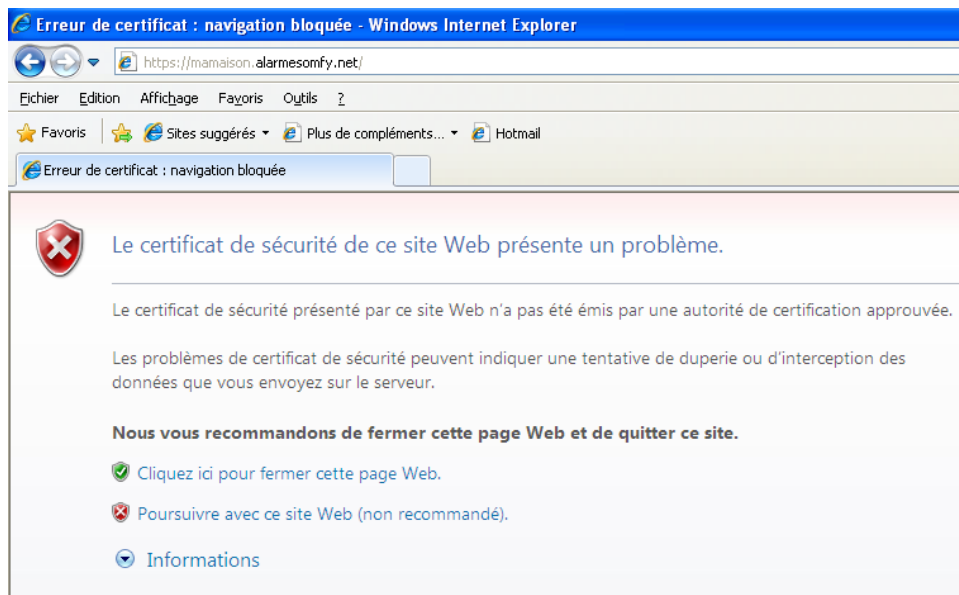 Erreur de certificat : navigation bloquée - Windows Internet Explorer
https://mamaison.alarmesomfy.net/
Fichier Edition Affichage Favoris Outils ?
Favoris Sites suggérés Plus de compléments... Hotmail
Erreur de certificat : navigation bloquée
Le certificat de sécurité de ce site Web présente un problème.
Le certificat de sécurité présenté par ce site Web n'a pas été émis par une autorité de certification approuvée.
Les problèmes de certificat de sécurité peuvent indiquer une tentative de duperie ou d'interception des
données que vous envoyez sur le serveur.
Nous vous recommandons de fermer cette page Web et de quitter ce site.
Cliquez ici pour fermer cette page Web.
Poursuivre avec ce site Web (non recommandé).
Informations